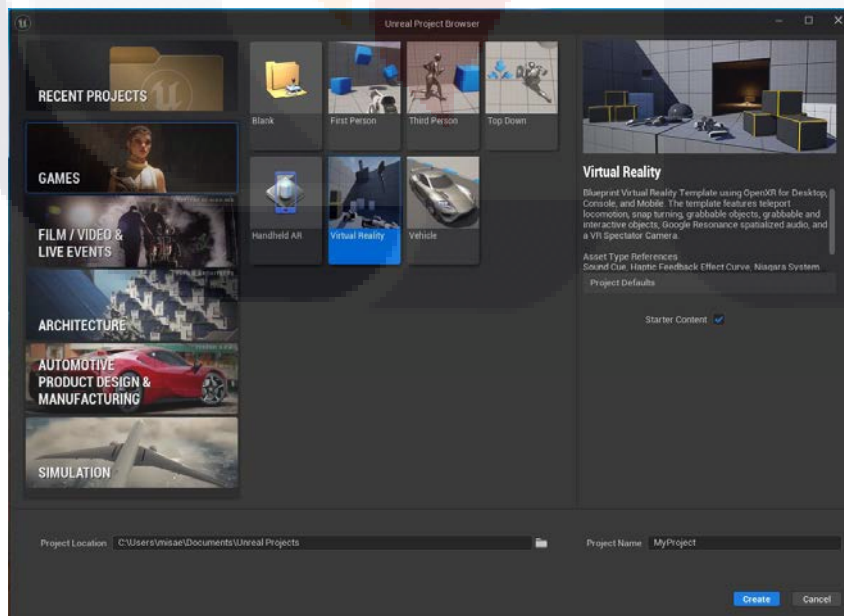 Unreal Project Browser
RECENT PROJECTS
GAMES
FILM / VIDEO &
LIVE EVENTS
ARCHITECTURE
AUTOMOTIVE
PRODUCT DESIGN &
MANUFACTURING
SIMULATION
Blank
First Person
Third Person
Top Down
Handheld AR
Virtual Reality
Vehicle
Virtual Reality
Blueprint Virtual Reality Template using OpenXR for Desktop,
Console, and Mobile. The template features teleport
locomotion, snap turning, grabbable objects, grabbable and
interactive objects, Google Resonance spatialized audio, and
a VR Spectator Camera.
Asset Type References
Sound Cue, Haptic Feedback Effect Curve, Niagara System,
Project Defaults
Starter Content
Project Location C:\Users\misae\Documents\Unreal Projects
Project Name MyProject
Create Cancel